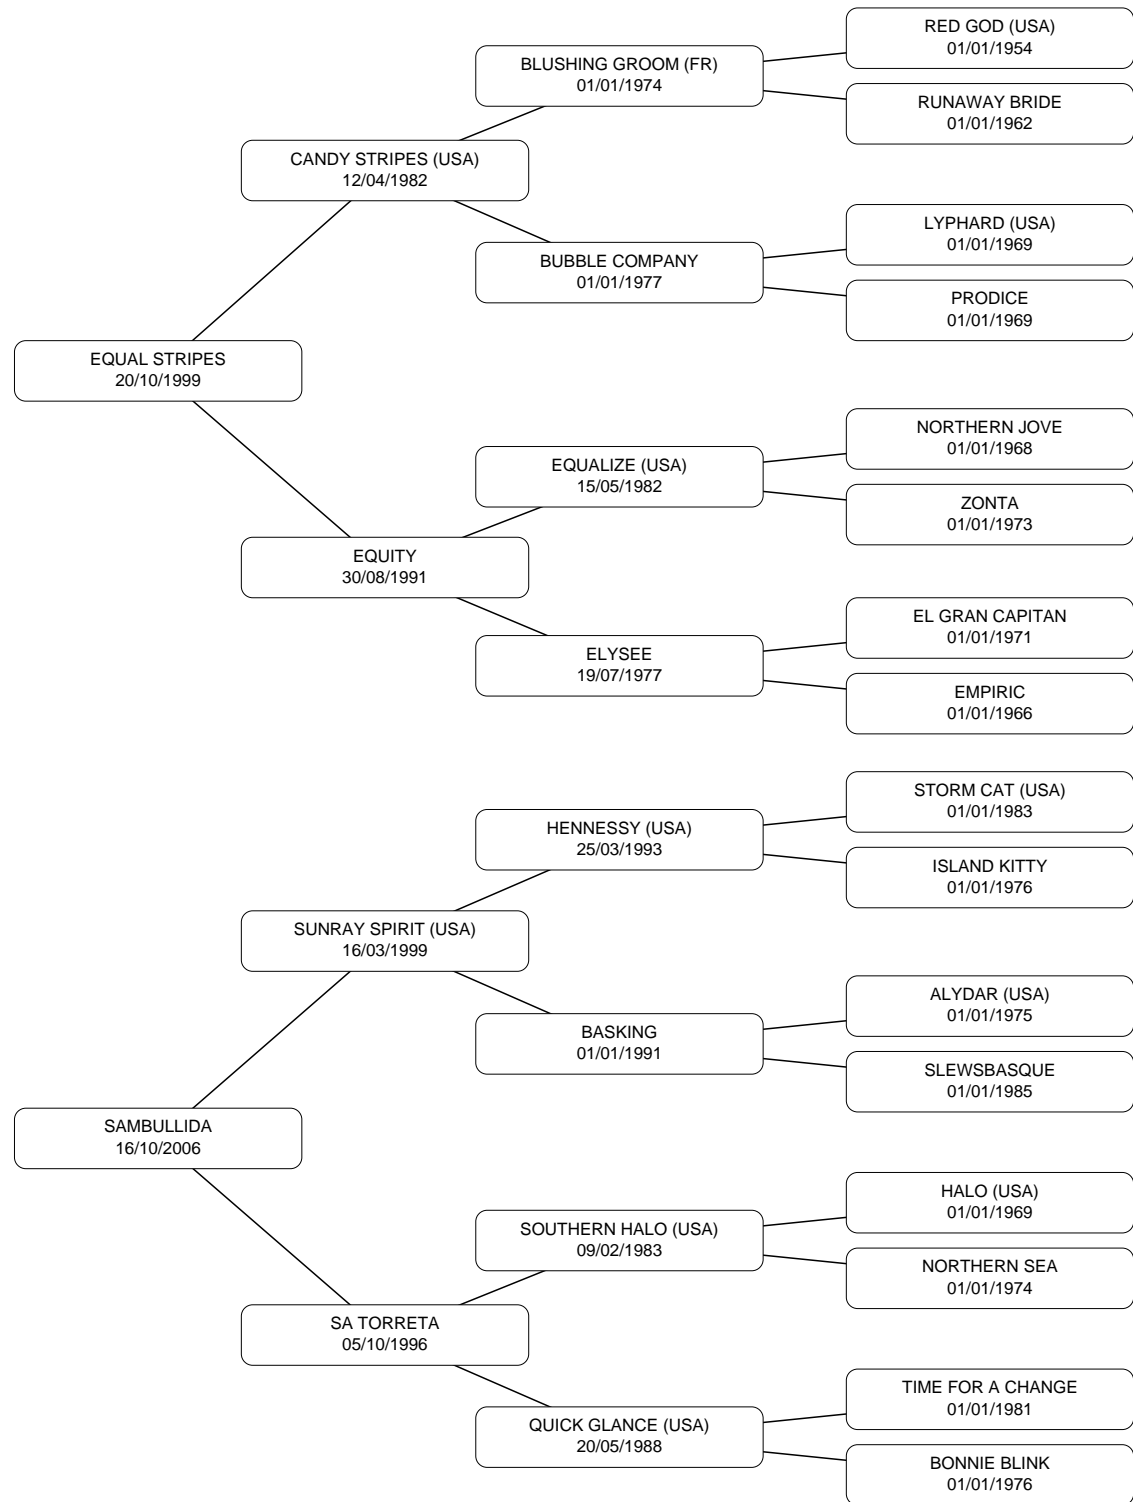 RED GOD (USA)
01/01/1954
BLUSHING GROOM (FR)
01/01/1974
RUNAWAY BRIDE
01/01/1962
CANDY STRIPES (USA)
12/04/1982
LYPHARD (USA)
01/01/1969
BUBBLE COMPANY
01/01/1977
PRODICE
01/01/1969
EQUAL STRIPES
20/10/1999
NORTHERN JOVE
01/01/1968
EQUALIZE (USA)
15/05/1982
ZONTA
01/01/1973
EQUITY
30/08/1991
EL GRAN CAPITAN
01/01/1971
ELYSEE
19/07/1977
EMPIRIC
01/01/1966
STORM CAT (USA)
01/01/1983
HENNESSY (USA)
25/03/1993
ISLAND KITTY
01/01/1976
SUNRAY SPIRIT (USA)
16/03/1999
ALYDAR (USA)
01/01/1975
BASKING
01/01/1991
SLEWSBASQUE
01/01/1985
SAMBULLIDA
16/10/2006
HALO (USA)
01/01/1969
SOUTHERN HALO (USA)
09/02/1983
NORTHERN SEA
01/01/1974
SA TORRETA
05/10/1996
TIME FOR A CHANGE
01/01/1981
QUICK GLANCE (USA)
20/05/1988
BONNIE BLINK
01/01/1976